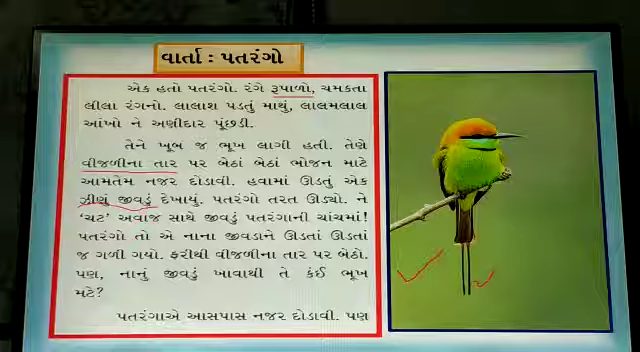 વાર્તા : પતરંગો
એક હતો પતરંગો. રંગે રૂપાળો, ચમકતા
લીલા રંગનો. લાલાશ પડતું માથું, લાલમલાલ
આંખો ને અણીદાર પૂંછડી.
તેને ખૂબ જ ભૂખ લાગી હતી. તેણે
વીજળીના તાર પર બેઠાં બેઠાં ભોજન માટે
આમતેમ નજર દોડાવી. હવામાં ઊડતું એક
ઝીણું જીવડું દેખાયું. પતરંગો તરત ઊડ્યો. ને
‘ચટ’ અવાજ સાથે જીવડું પતરંગાની ચાંચમાં!
પતરંગો તો એ નાના જીવડાને ઊડતાં ઊડતાં
જ ગળી ગયો. ફરીથી વીજળીના તાર પર બેઠો.
પણ, નાનું જીવડું ખાવાથી તે કંઈ ભૂખ
મટે?
પતરંગાએ આસપાસ નજર દોડાવી. પણ